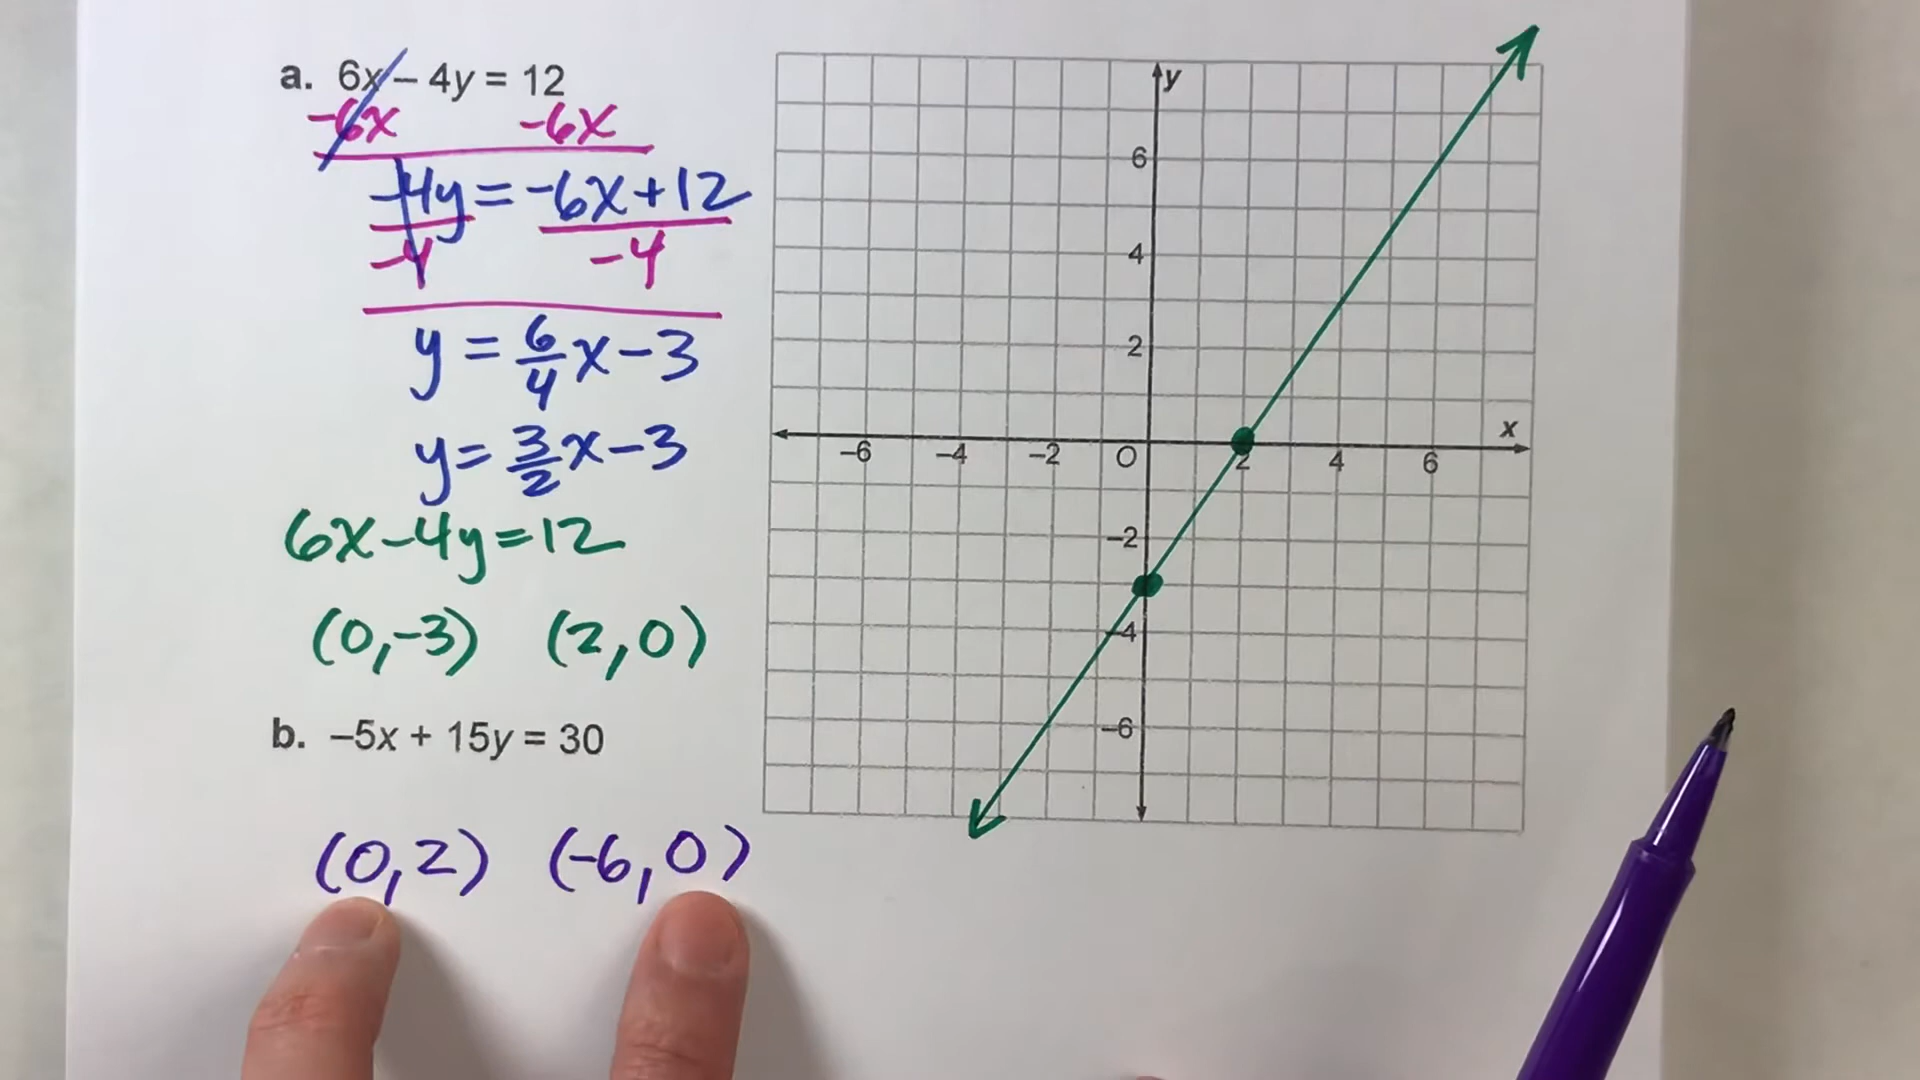 a. 6x – 4y = 12
-6x -6x
-4y = -6x + 12
-4 -4
y = 6/4 x - 3
y = 3/2 x - 3
6x - 4y = 12
(0, -3) (2, 0)
b. –5x + 15y = 30
(0, 2) (-6, 0)
y
6
4
2
x
–6 –4 –2 O 2 4 6
–2
–4
–6